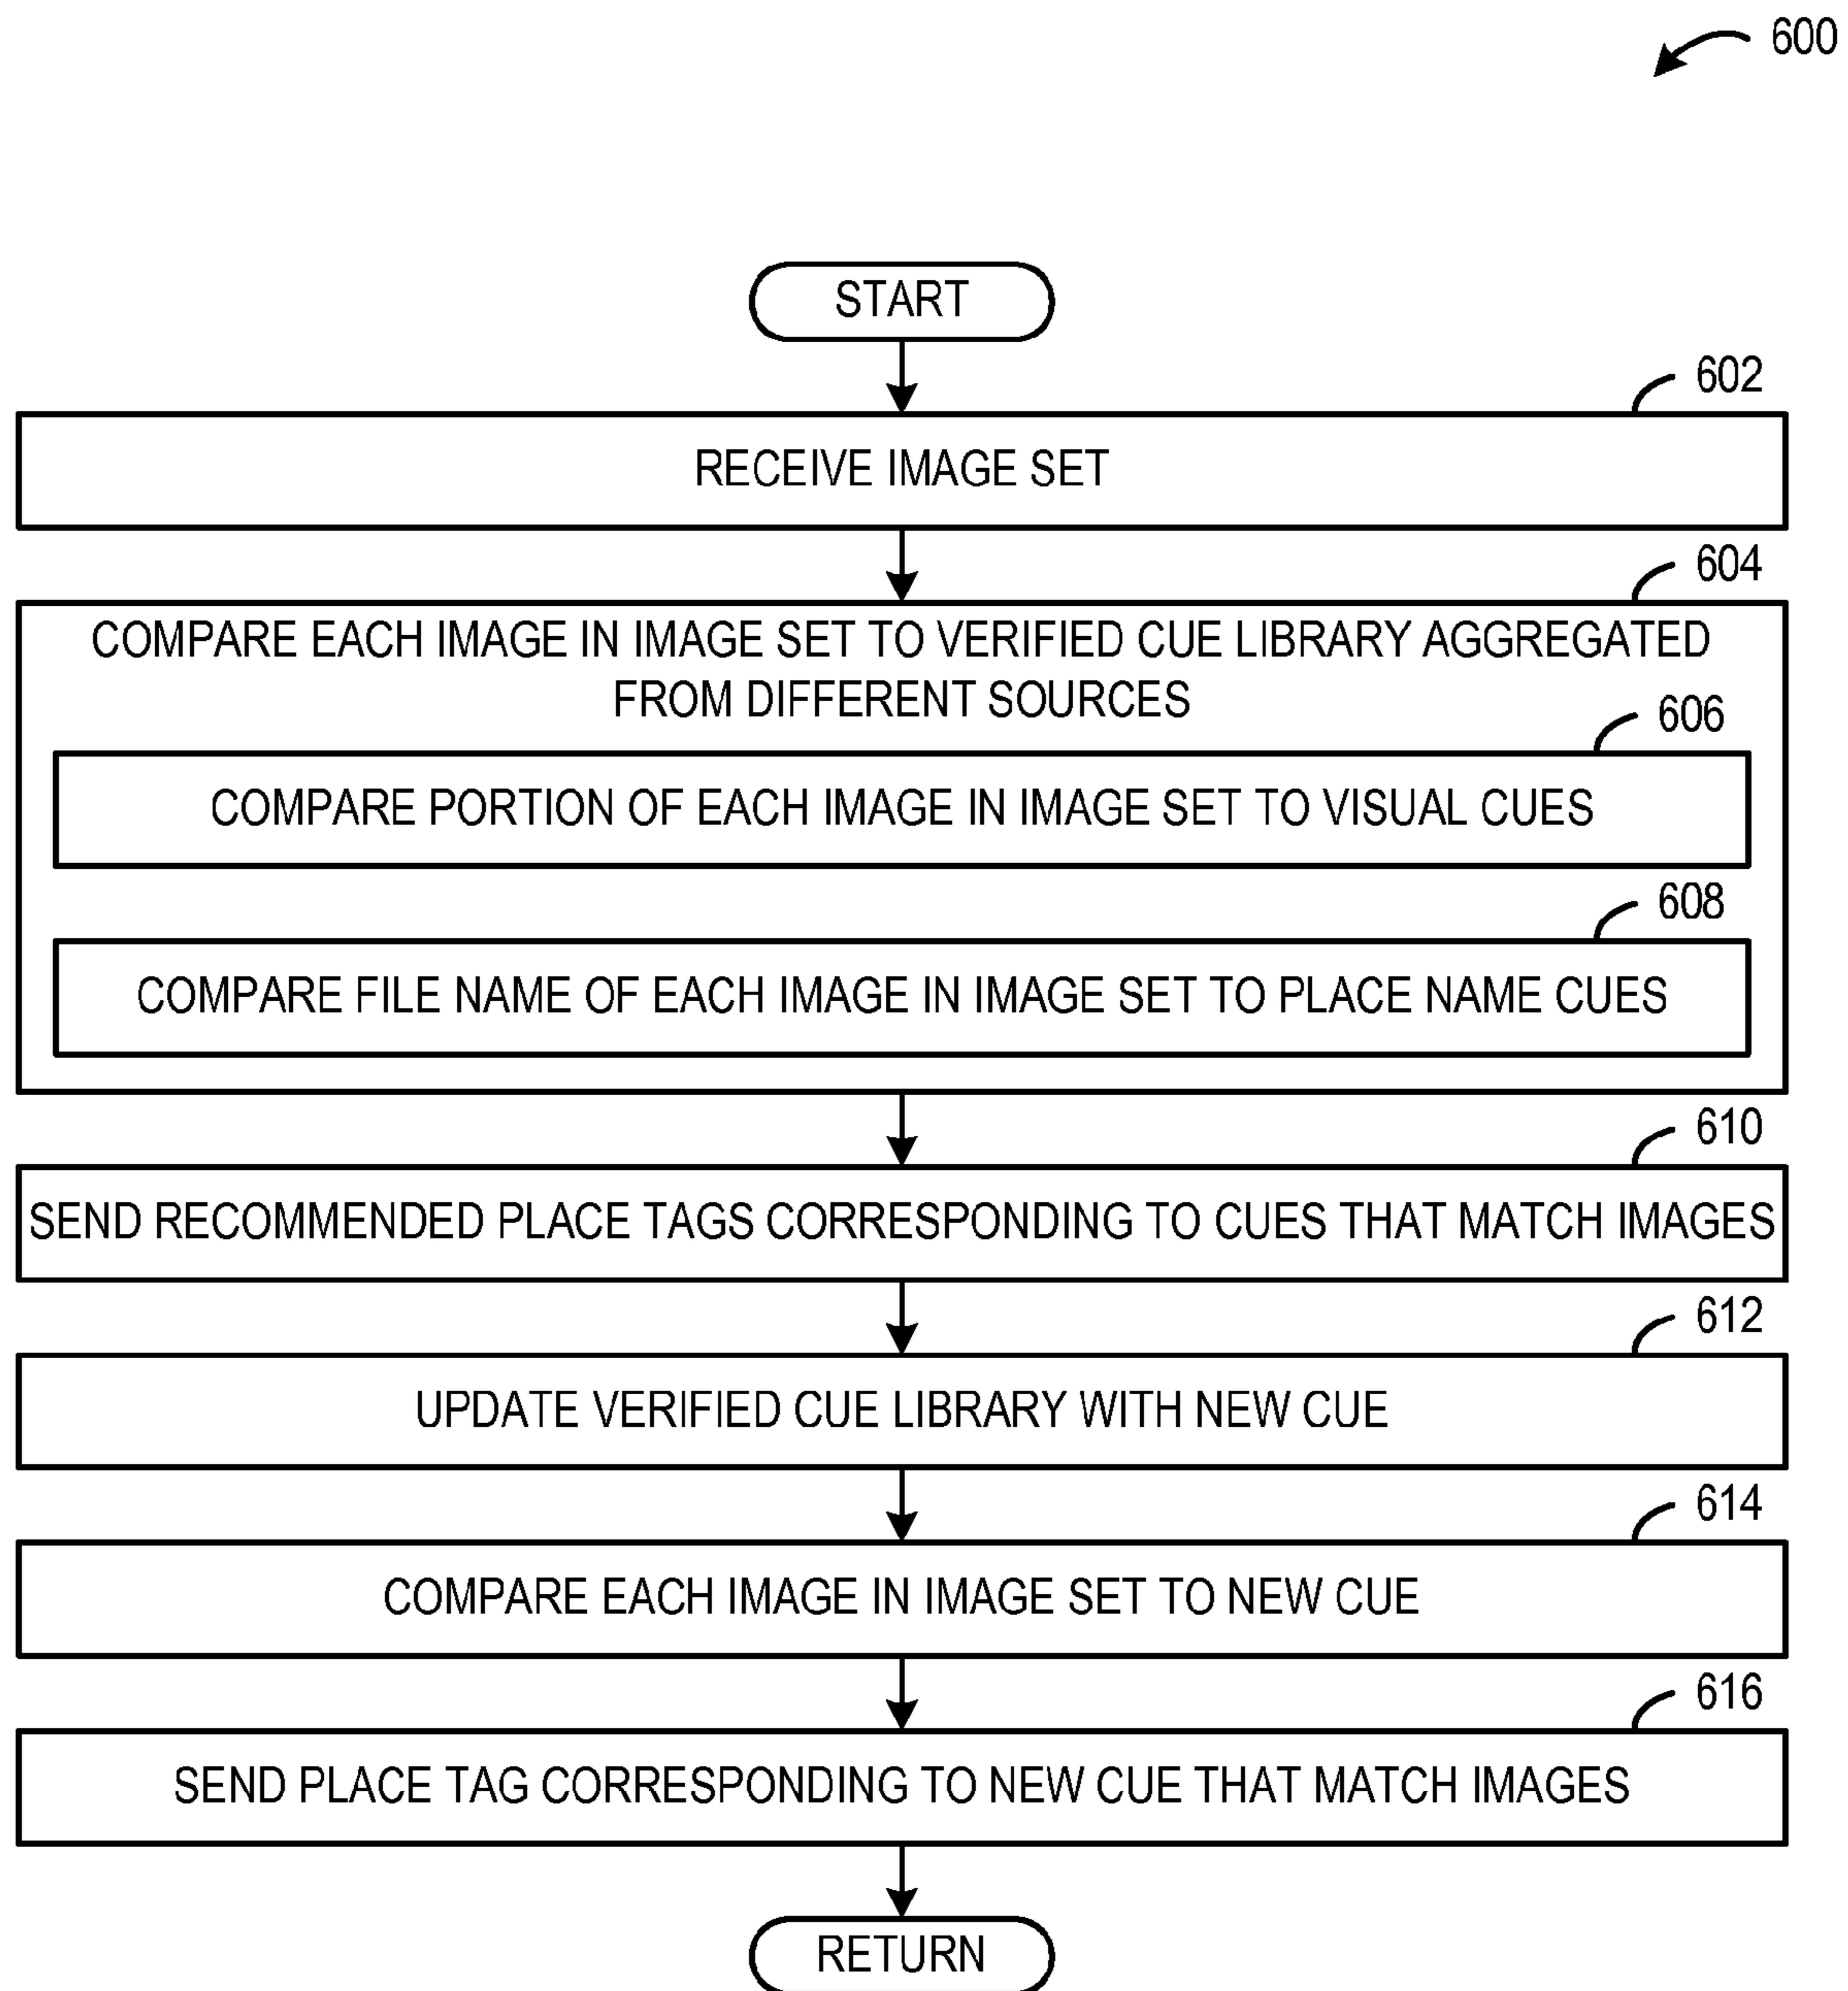 600
START
602
RECEIVE IMAGE SET
604
COMPARE EACH IMAGE IN IMAGE SET TO VERIFIED CUE LIBRARY AGGREGATED
FROM DIFFERENT SOURCES
606
COMPARE PORTION OF EACH IMAGE IN IMAGE SET TO VISUAL CUES
608
COMPARE FILE NAME OF EACH IMAGE IN IMAGE SET TO PLACE NAME CUES
610
SEND RECOMMENDED PLACE TAGS CORRESPONDING TO CUES THAT MATCH IMAGES
612
UPDATE VERIFIED CUE LIBRARY WITH NEW CUE
614
COMPARE EACH IMAGE IN IMAGE SET TO NEW CUE
616
SEND PLACE TAG CORRESPONDING TO NEW CUE THAT MATCH IMAGES
RETURN